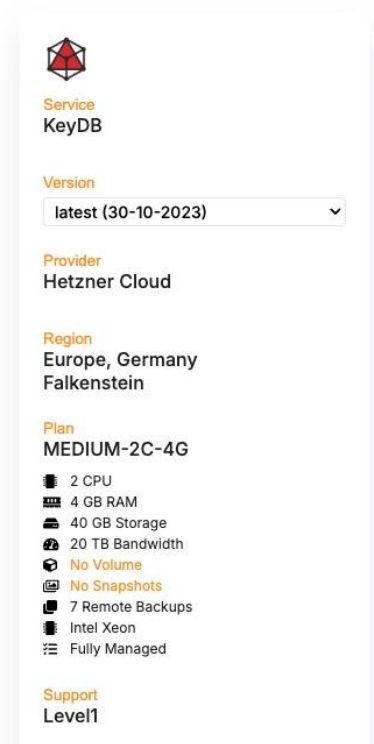 Service
KeyDB
Version
latest (30-10-2023)
Provider
Hetzner Cloud
Region
Europe, Germany
Falkenstein
Plan
MEDIUM-2C-4G
2 CPU
4 GB RAM
40 GB Storage
20 TB Bandwidth
No Volume
No Snapshots
7 Remote Backups
Intel Xeon
Fully Managed
Support
Level1